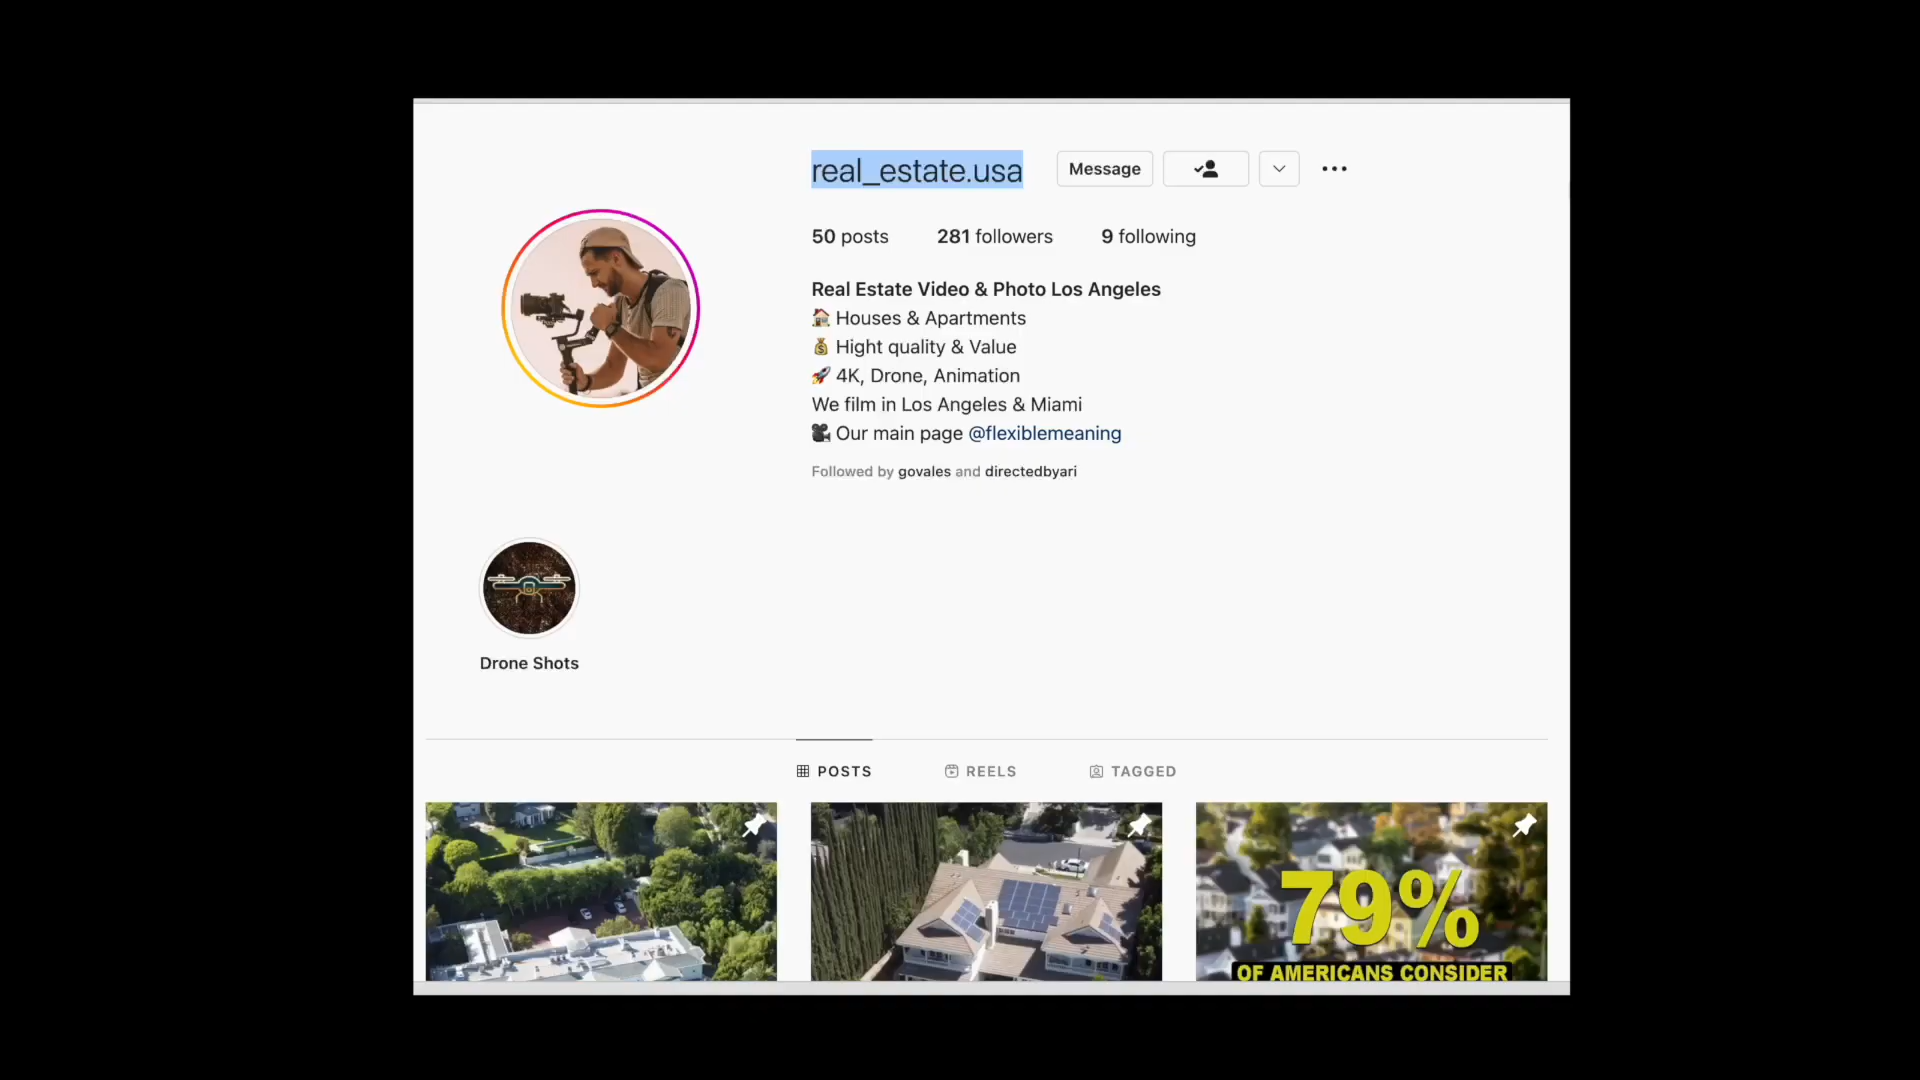 real_estate.usa
Message
50 posts 281 followers 9 following
Real Estate Video & Photo Los Angeles
Houses & Apartments
Hight quality & Value
4K, Drone, Animation
We film in Los Angeles & Miami
Our main page @flexiblemeaning
Followed by govales and directedbyari
Drone Shots
POSTS REELS TAGGED
79%
OF AMERICANS CONSIDER